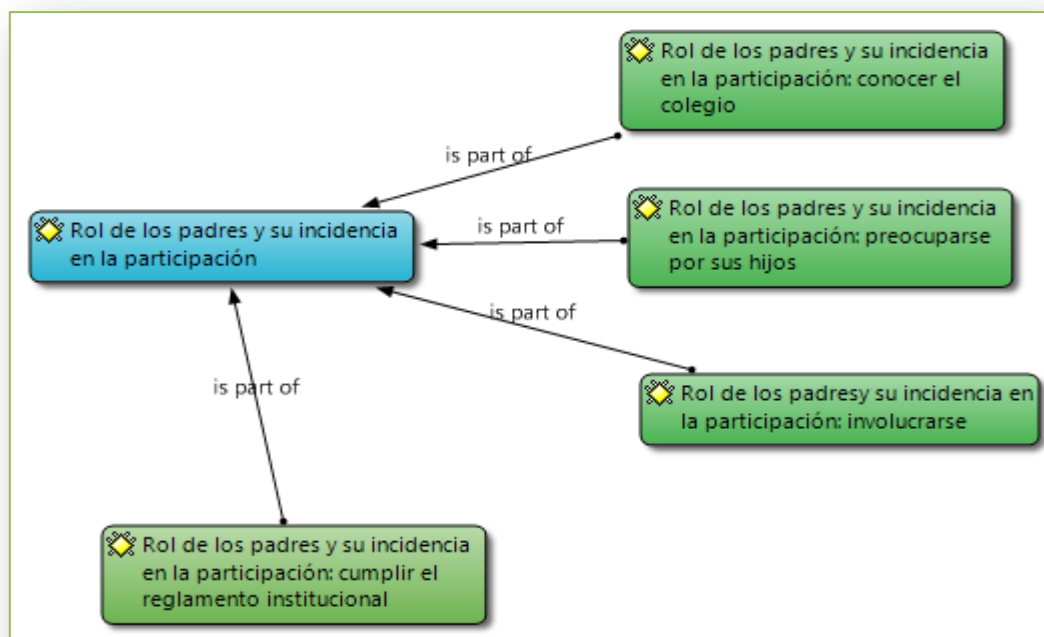 Rol de los padres y su incidencia
en la participación: conocer el
colegio
is part of
Rol de los padres y su incidencia
en la participación: preocuparse
por sus hijos
is part of
Rol de los padres y su incidencia
en la participación
is part of
Rol de los padresy su incidencia en
la participación: involucrarse
is part of
Rol de los padres y su incidencia
en la participación: cumplir el
reglamento institucional